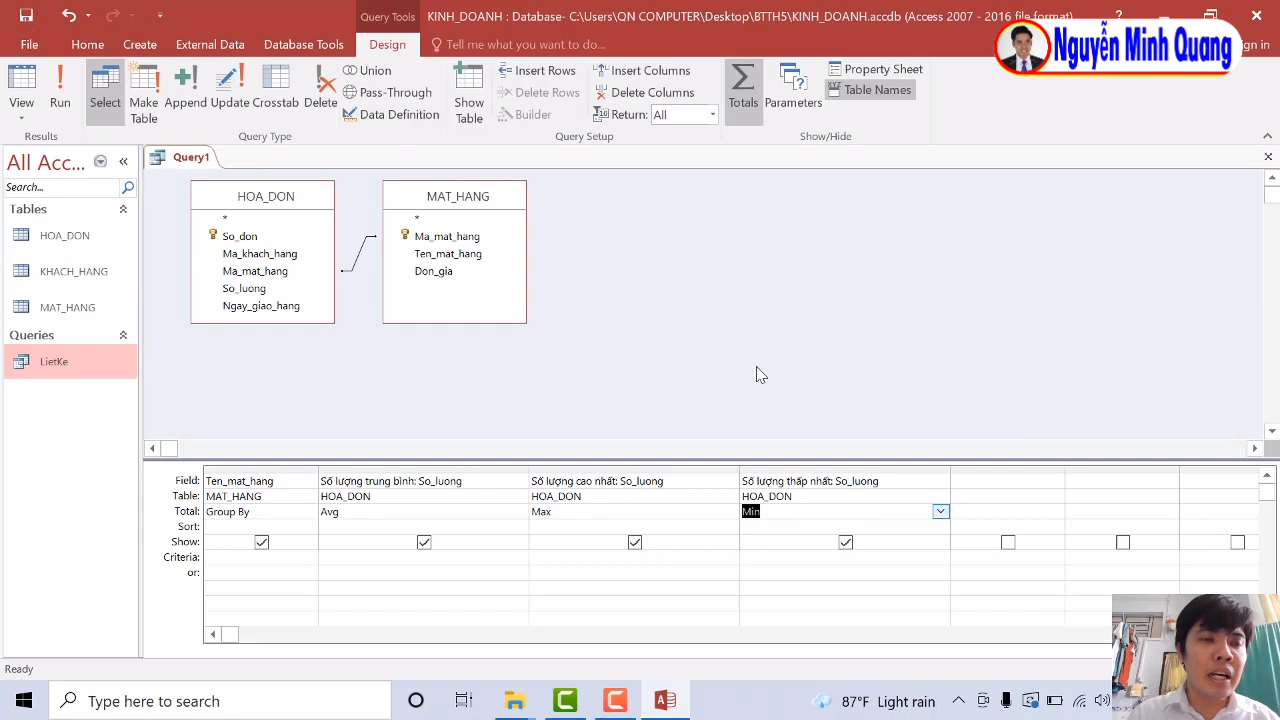 Query Tools
KINH_DOANH : Database- C:\Users\QN COMPUTER\Desktop\BTTH5\KINH_DOANH.accdb (Access 2007 - 2016 file format)
File Home Create External Data Database Tools Design Tell me what you want to do...
Nguyễn Minh Quang
View
Run
Select
Make Table
Append
Update
Crosstab
Delete
Union
Pass-Through
Data Definition
Show Table
Insert Rows
Delete Rows
Builder
Insert Columns
Delete Columns
Return: All
Totals
Parameters
Property Sheet
Table Names
Results Query Type Query Setup Show/Hide
All Acc...
Search...
Tables
HOA_DON
KHACH_HANG
MAT_HANG
Queries
LietKe
Query1
HOA_DON
*
So_don
Ma_khach_hang
Ma_mat_hang
So_luong
Ngay_giao_hang
MAT_HANG
*
Ma_mat_hang
Ten_mat_hang
Don_gia
Field: Ten_mat_hang Số lượng trung bình: So_luong Số lượng cao nhất: So_luong Số lượng thấp nhất: So_luong
Table: MAT_HANG HOA_DON HOA_DON HOA_DON
Total: Group By Avg Max Min
Sort:
Show:
Criteria:
or:
Ready
Type here to search
87°F Light rain